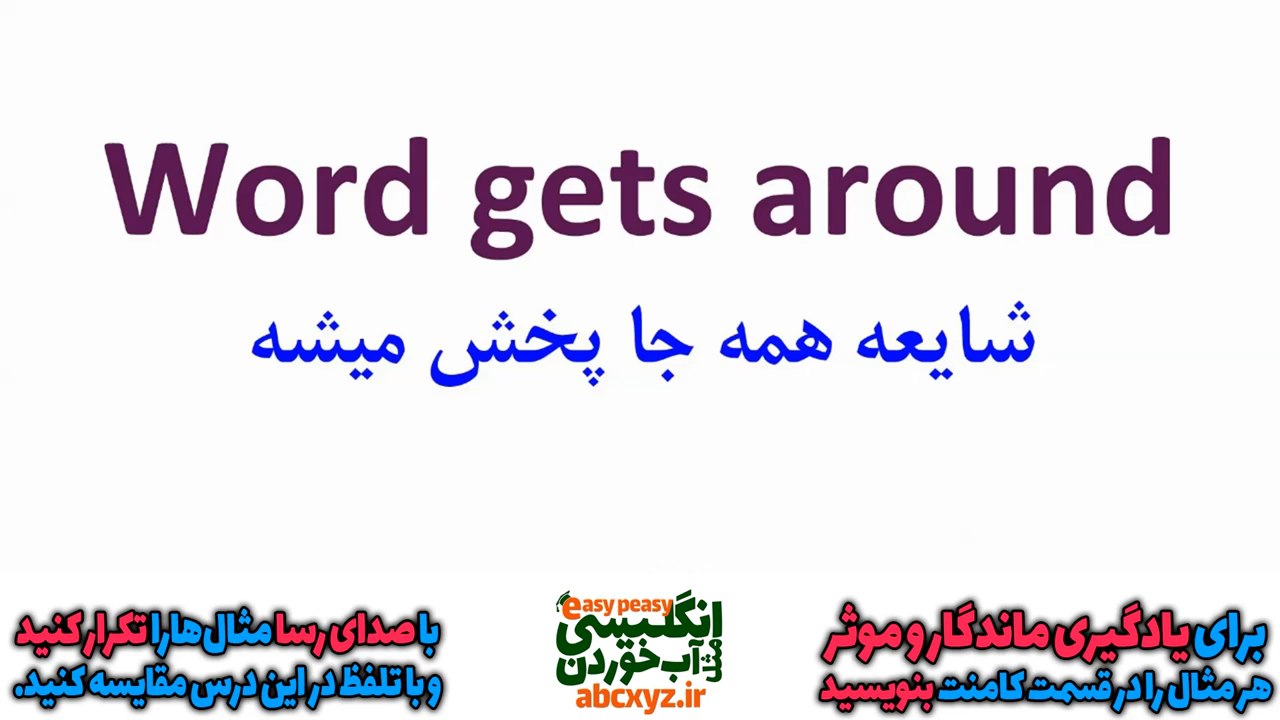 Word gets around
شایعه همه جا پخش میشه
برای یادگیری ماندگار و موثر
هر مثال را در قسمت کامنت بنویسید
easy peasy
انگلیسی
مثل
آب خوردن
abcxyz.ir
با صدای رسا مثال‌ها را تکرار کنید
و با تلفظ در این درس مقایسه کنید.